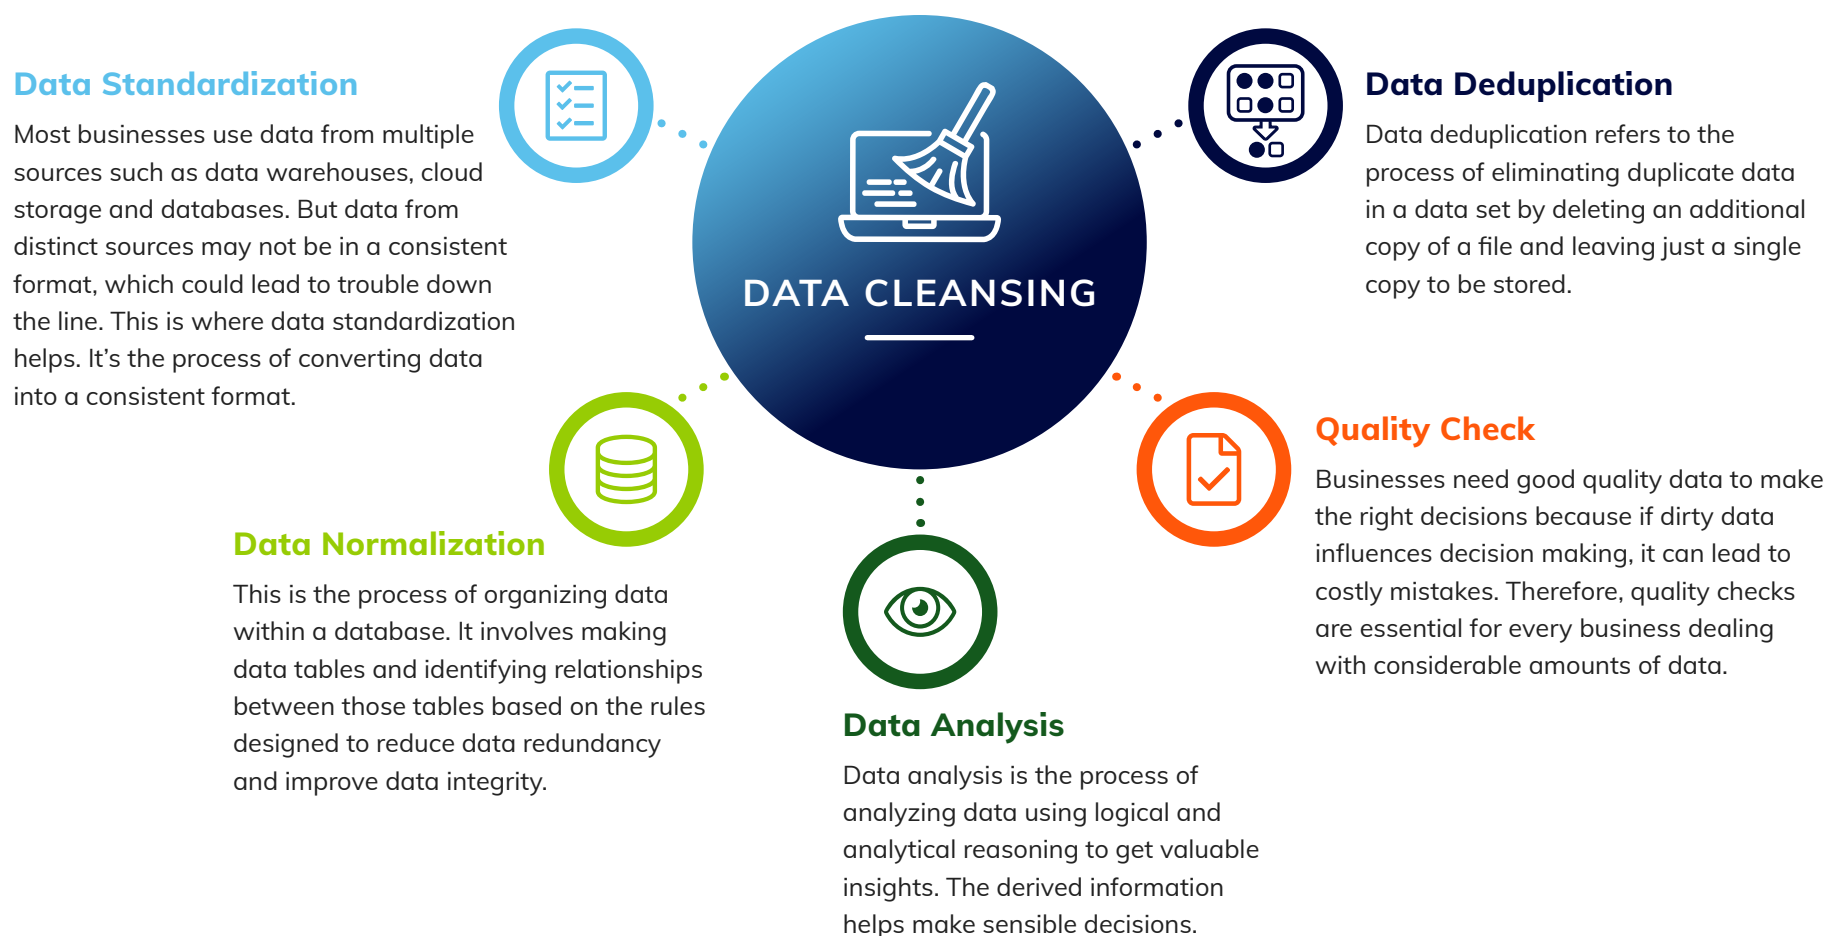 Data Standardization
Most businesses use data from multiple
sources such as data warehouses, cloud
storage and databases. But data from
distinct sources may not be in a consistent
format, which could lead to trouble down
the line. This is where data standardization
helps. It’s the process of converting data
into a consistent format.
DATA CLEANSING
Data Deduplication
Data deduplication refers to the
process of eliminating duplicate data
in a data set by deleting an additional
copy of a file and leaving just a single
copy to be stored.
Data Normalization
This is the process of organizing data
within a database. It involves making
data tables and identifying relationships
between those tables based on the rules
designed to reduce data redundancy
and improve data integrity.
Data Analysis
Data analysis is the process of
analyzing data using logical and
analytical reasoning to get valuable
insights. The derived information
helps make sensible decisions.
Quality Check
Businesses need good quality data to make
the right decisions because if dirty data
influences decision making, it can lead to
costly mistakes. Therefore, quality checks
are essential for every business dealing
with considerable amounts of data.